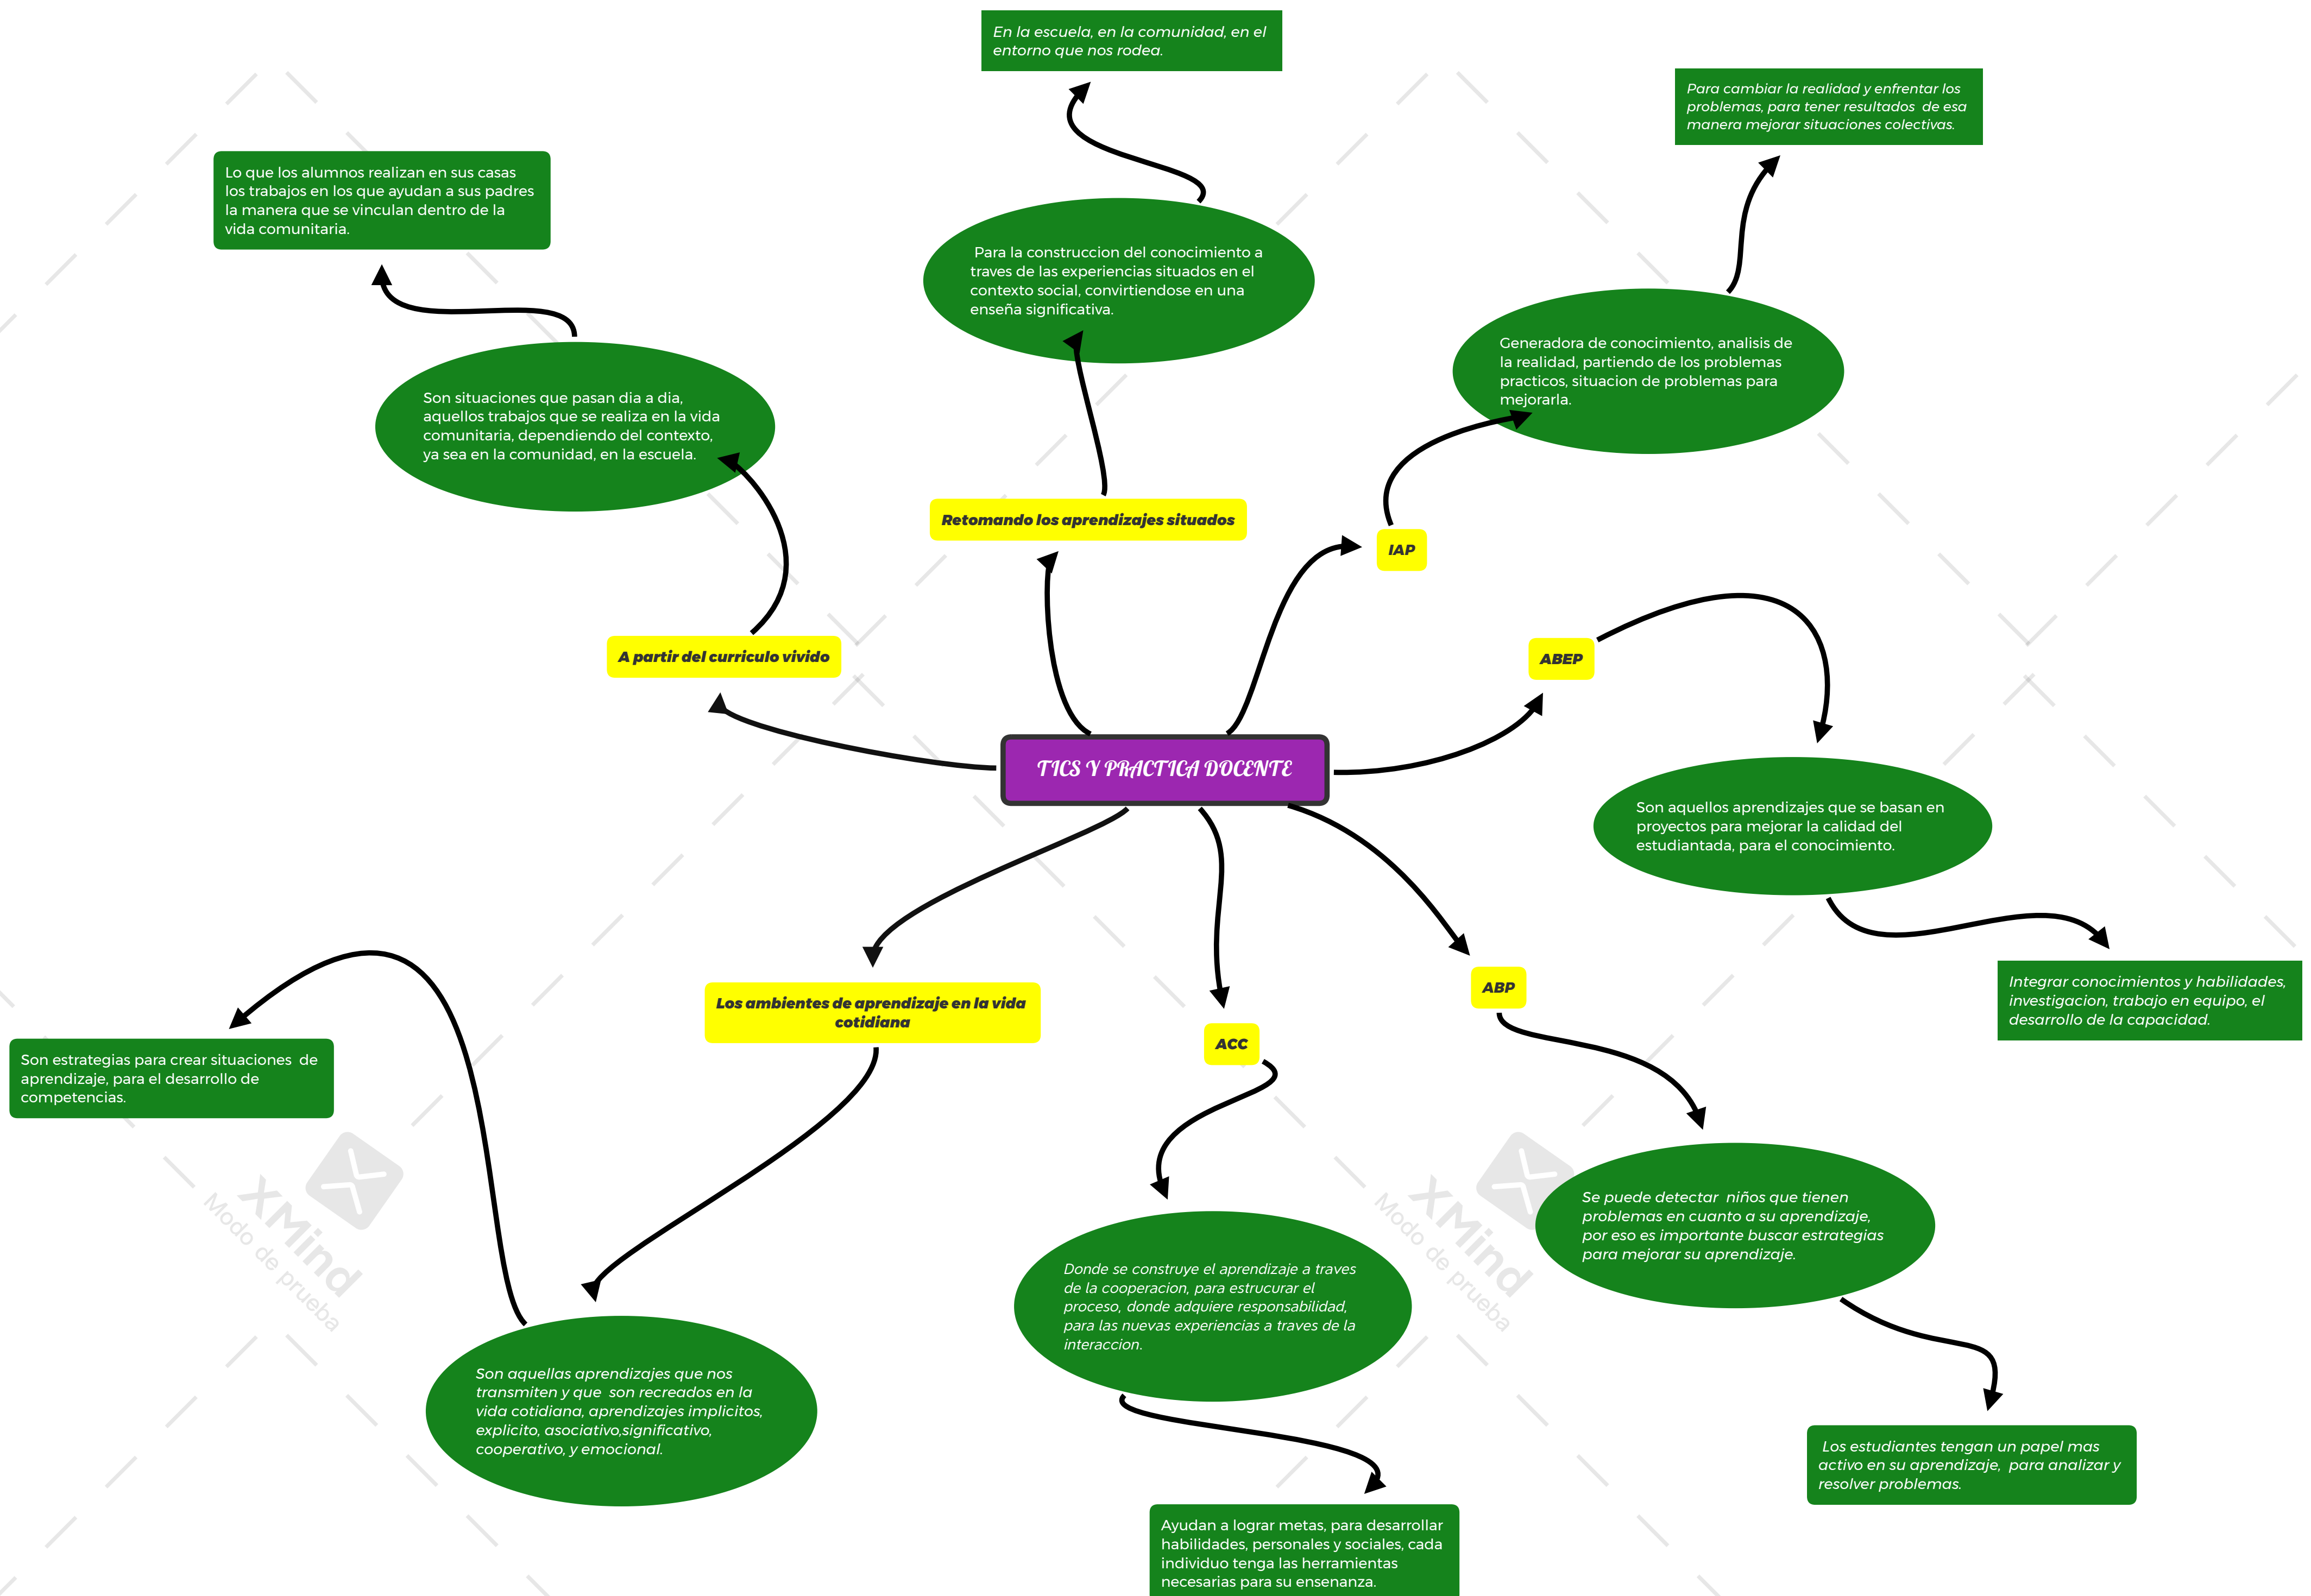 En la escuela, en la comunidad, en el
entorno que nos rodea.
Para cambiar la realidad y enfrentar los
problemas, para tener resultados  de esa
manera mejorar situaciones colectivas.
Lo que los alumnos realizan en sus casas
los trabajos en los que ayudan a sus padres
la manera que se vinculan dentro de la
vida comunitaria.
Para la construccion del conocimiento a
traves de las experiencias situados en el
contexto social, convirtiendose en una
enseña significativa.
Generadora de conocimiento, analisis de
la realidad, partiendo de los problemas
practicos, situacion de problemas para
mejorarla.
Son situaciones que pasan dia a dia,
aquellos trabajos que se realiza en la vida
comunitaria, dependiendo del contexto,
ya sea en la comunidad, en la escuela.
Retomando los aprendizajes situados
IAP
A partir del curriculo vivido
ABEP
TICS Y PRACTICA DOCENTE
Son aquellos aprendizajes que se basan en
proyectos para mejorar la calidad del
estudiantada, para el conocimiento.
Los ambientes de aprendizaje en la vida
cotidiana
ABP
Integrar conocimientos y habilidades,
investigacion, trabajo en equipo, el
desarrollo de la capacidad.
ACC
Son estrategias para crear situaciones  de
aprendizaje, para el desarrollo de
competencias.
XMind
Modo de prueba
XMind
Modo de prueba
Se puede detectar  niños que tienen
problemas en cuanto a su aprendizaje,
por eso es importante buscar estrategias
para mejorar su aprendizaje.
Donde se construye el aprendizaje a traves
de la cooperacion, para estrucurar el
proceso, donde adquiere responsabilidad,
para las nuevas experiencias a traves de la
interaccion.
Son aquellas aprendizajes que nos
transmiten y que  son recreados en la
vida cotidiana, aprendizajes implicitos,
explicito, asociativo,significativo,
cooperativo, y emocional.
Los estudiantes tengan un papel mas
activo en su aprendizaje,  para analizar y
resolver problemas.
Ayudan a lograr metas, para desarrollar
habilidades, personales y sociales, cada
individuo tenga las herramientas
necesarias para su ensenanza.